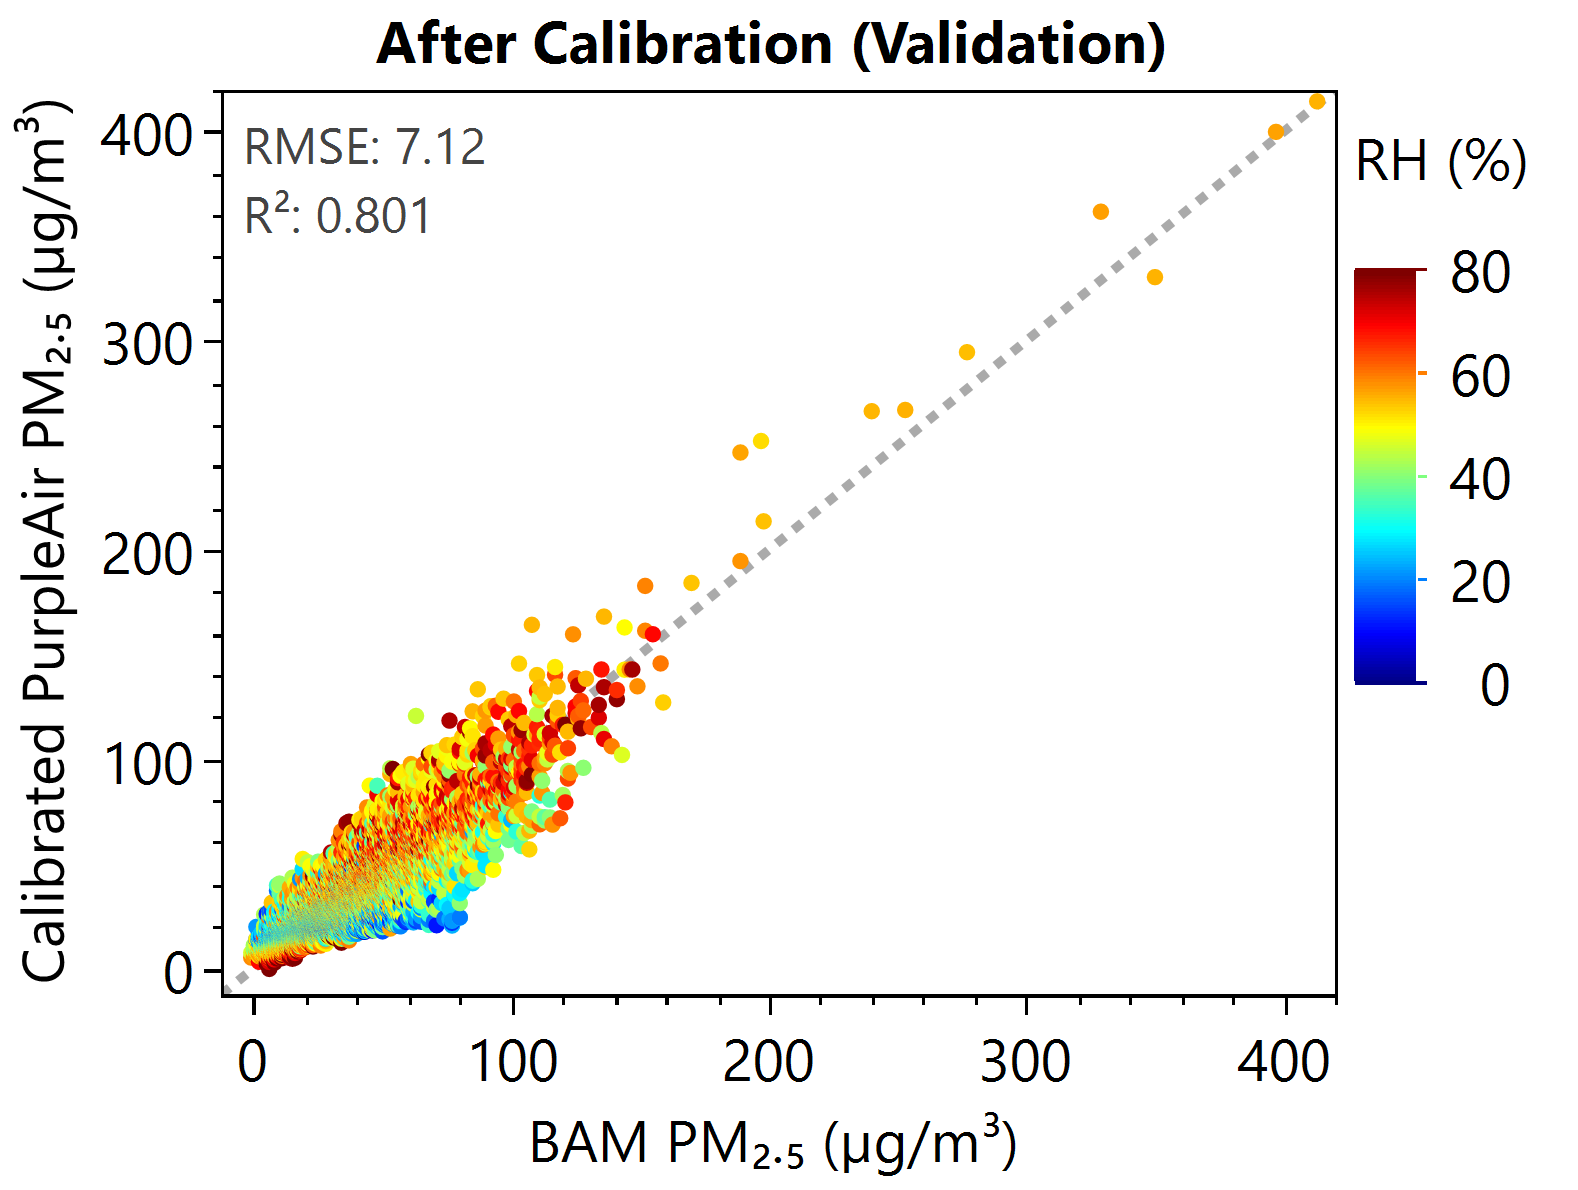 After Calibration (Validation)
RMSE: 7.12
R²: 0.801
Calibrated PurpleAir PM₂.₅ (µg/m³)
400
300
200
100
0
0
100
200
300
400
BAM PM₂.₅ (µg/m³)
RH (%)
80
60
40
20
0